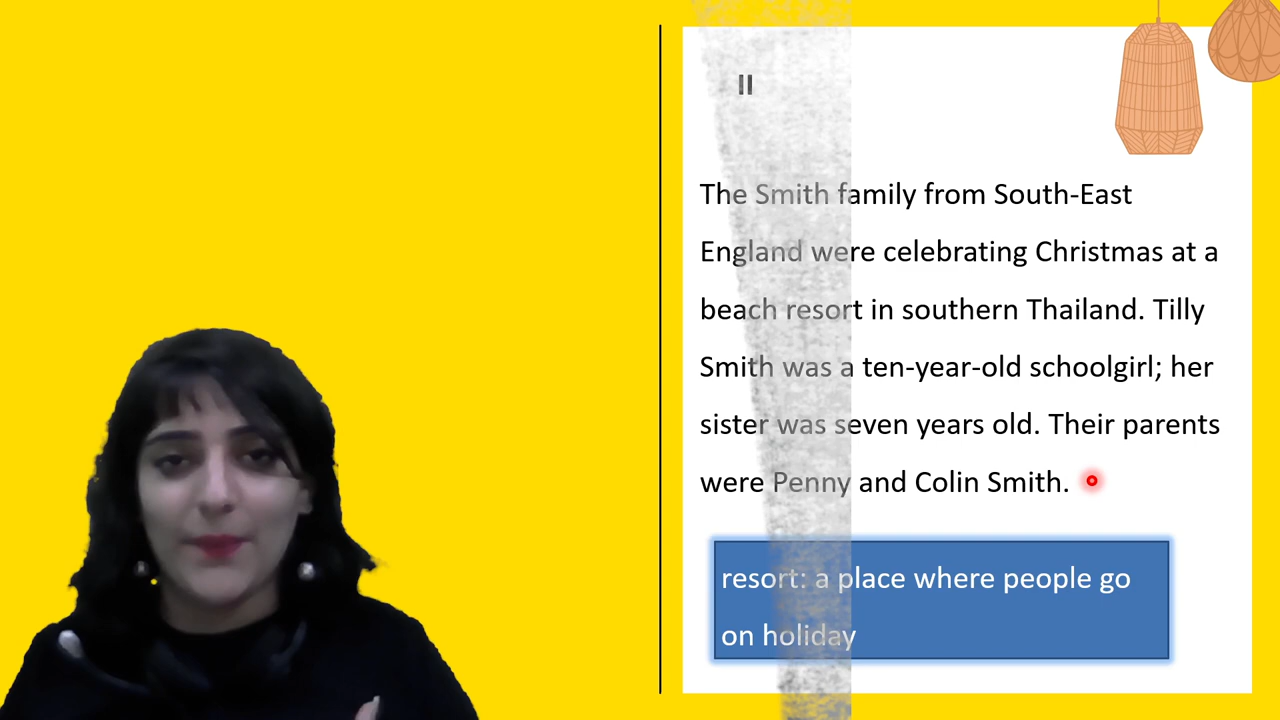 II
The Smith family from South-East
England were celebrating Christmas at a
beach resort in southern Thailand. Tilly
Smith was a ten-year-old schoolgirl; her
sister was seven years old. Their parents
were Penny and Colin Smith.
resort: a place where people go
on holiday